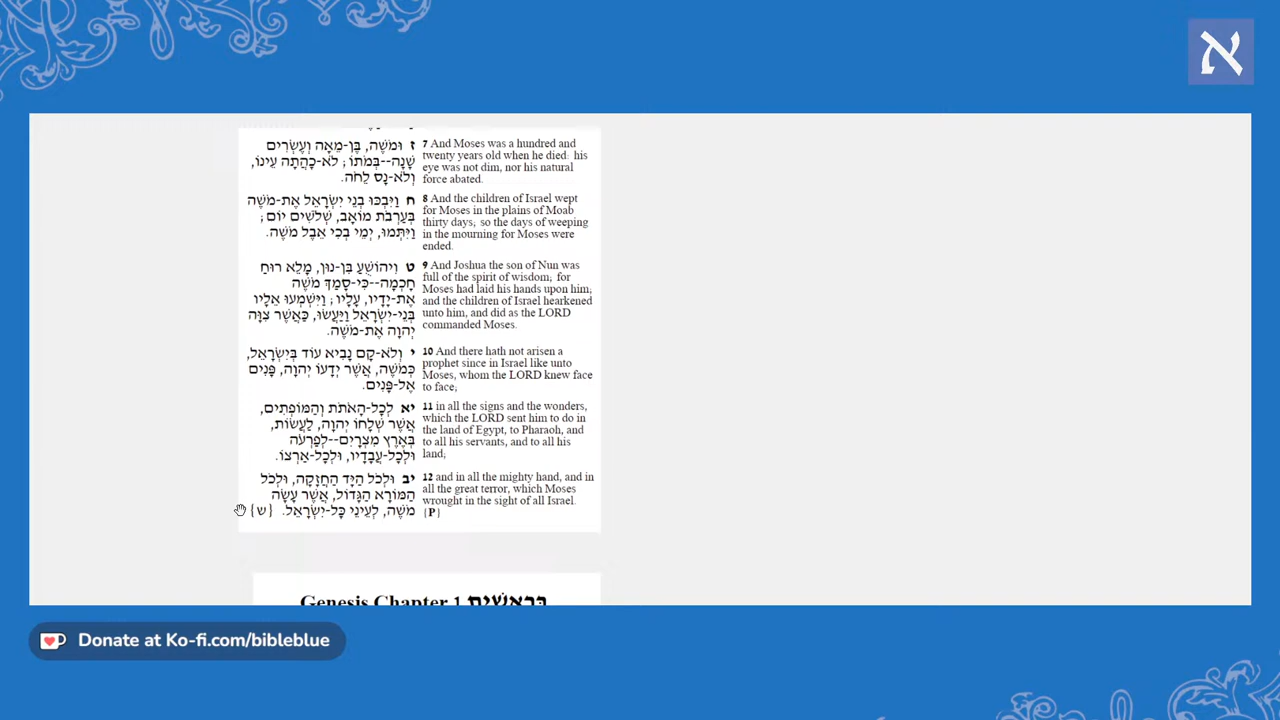 א
ז וּמֹשֶׁה, בֶּן-מֵאָה וְעֶשְׂרִים
שָׁנָה--בְּמֹתוֹ; לֹא-כָהֲתָה עֵינוֹ,
וְלֹא-נָס לֵחֹה.
7 And Moses was a hundred and
twenty years old when he died: his
eye was not dim, nor his natural
force abated.
ח וַיִּבְכּוּ בְנֵי יִשְׂרָאֵל אֶת-מֹשֶׁה
בְּעַרְבֹת מוֹאָב, שְׁלֹשִׁים יוֹם;
וַיִּתְּמוּ, יְמֵי בְכִי אֵבֶל מֹשֶׁה.
8 And the children of Israel wept
for Moses in the plains of Moab
thirty days; so the days of weeping
in the mourning for Moses were
ended.
ט וִיהוֹשֻׁעַ בִּן-נוּן, מָלֵא רוּחַ
חָכְמָה--כִּי-סָמַךְ מֹשֶׁה
אֶת-יָדָיו, עָלָיו; וַיִּשְׁמְעוּ אֵלָיו
בְּנֵי-יִשְׂרָאֵל וַיַּעֲשׂוּ, כַּאֲשֶׁר צִוָּה
יְהוָה אֶת-מֹשֶׁה.
9 And Joshua the son of Nun was
full of the spirit of wisdom; for
Moses had laid his hands upon him;
and the children of Israel hearkened
unto him, and did as the LORD
commanded Moses.
י וְלֹא-קָם נָבִיא עוֹד בְּיִשְׂרָאֵל,
כְּמֹשֶׁה, אֲשֶׁר יְדָעוֹ יְהוָה, פָּנִים
אֶל-פָּנִים.
10 And there hath not arisen a
prophet since in Israel like unto
Moses, whom the LORD knew face
to face;
יא לְכָל-הָאֹתֹת וְהַמּוֹפְתִים,
אֲשֶׁר שְׁלָחוֹ יְהוָה, לַעֲשׂוֹת,
בְּאֶרֶץ מִצְרָיִם--לְפַרְעֹה
וּלְכָל-עֲבָדָיו, וּלְכָל-אַרְצוֹ.
11 in all the signs and the wonders,
which the LORD sent him to do in
the land of Egypt, to Pharaoh, and
to all his servants, and to all his
land;
יב וּלְכֹל הַיָּד הַחֲזָקָה, וּלְכֹל
הַמּוֹרָא הַגָּדוֹל, אֲשֶׁר עָשָׂה
מֹשֶׁה, לְעֵינֵי כָּל-יִשְׂרָאֵל. {ש}
12 and in all the mighty hand, and in
all the great terror, which Moses
wrought in the sight of all Israel.
{P}
Genesis Chapter 1 בְּרֵאשִׁית
Donate at Ko-fi.com/bibleblue